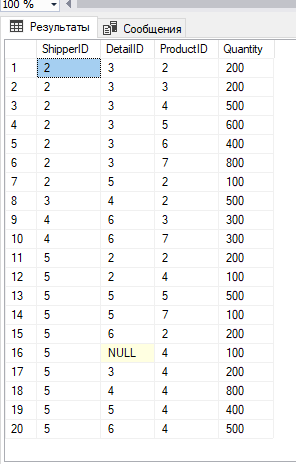 100 %
Результаты Сообщения
ShipperID DetailID ProductID Quantity
1 2 3 2 200
2 2 3 3 200
3 2 3 4 500
4 2 3 5 600
5 2 3 6 400
6 2 3 7 800
7 2 5 2 100
8 3 4 2 500
9 4 6 3 300
10 4 6 7 300
11 5 2 2 200
12 5 2 4 100
13 5 5 5 500
14 5 5 7 100
15 5 6 2 200
16 5 NULL 4 100
17 5 3 4 200
18 5 4 4 800
19 5 5 4 400
20 5 6 4 500